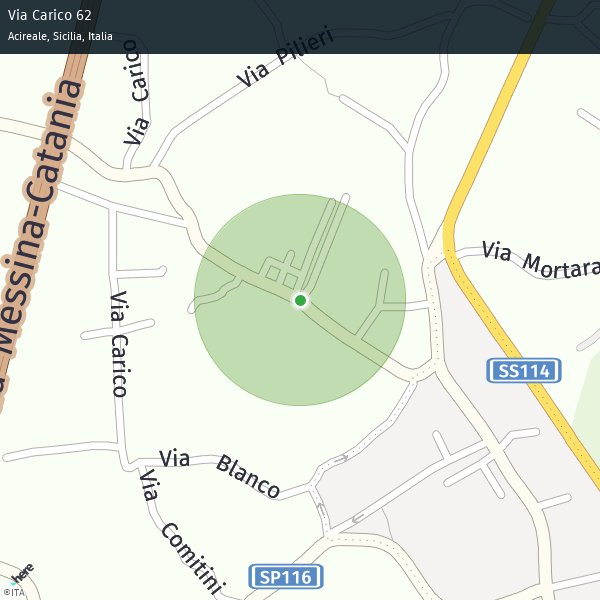 Via Carico 62
Acireale, Sicilia, Italia
Via Pilieri
Via Carico
Messina-Catania
Via Mortara
Via Carico
SS114
Via Blanco
Via Comitini
SP116
here
©ITA